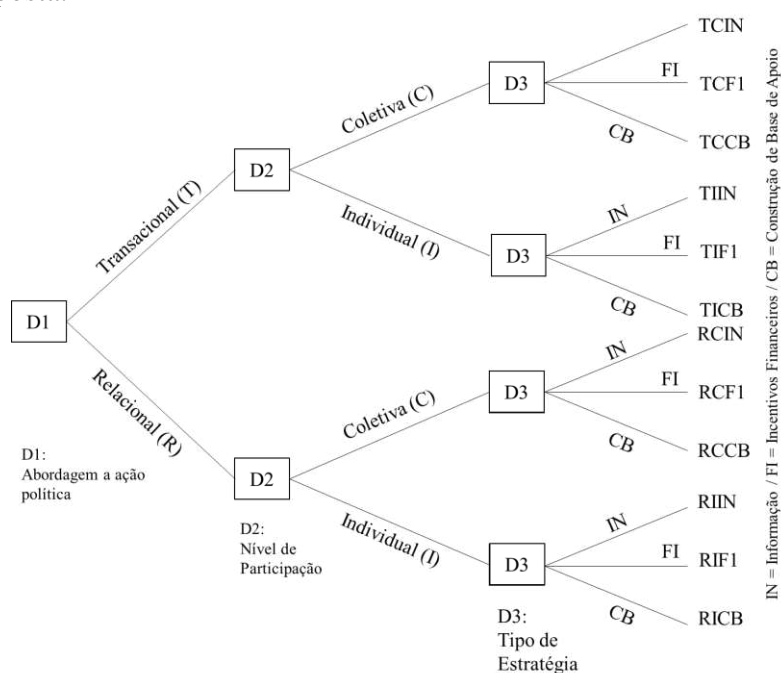 TCIN
FI
TCF1
D3
Coletiva (C)
CB
TCCB
D2
Transacional (T)
IN
TIIN
Individual (I)
D3
FI
TIF1
CB
TICB
D1
IN
RCIN
Relacional (R)
Coletiva (C)
D3
FI
RCF1
CB
RCCB
D1:
Abordagem a ação
política
D2
IN
RIIN
D2:
Nível de
Participação
Individual (I)
D3
FI
RIF1
CB
RICB
D3:
Tipo de
Estratégia
IN = Informação / FI = Incentivos Financeiros / CB = Construção de Base de Apoio